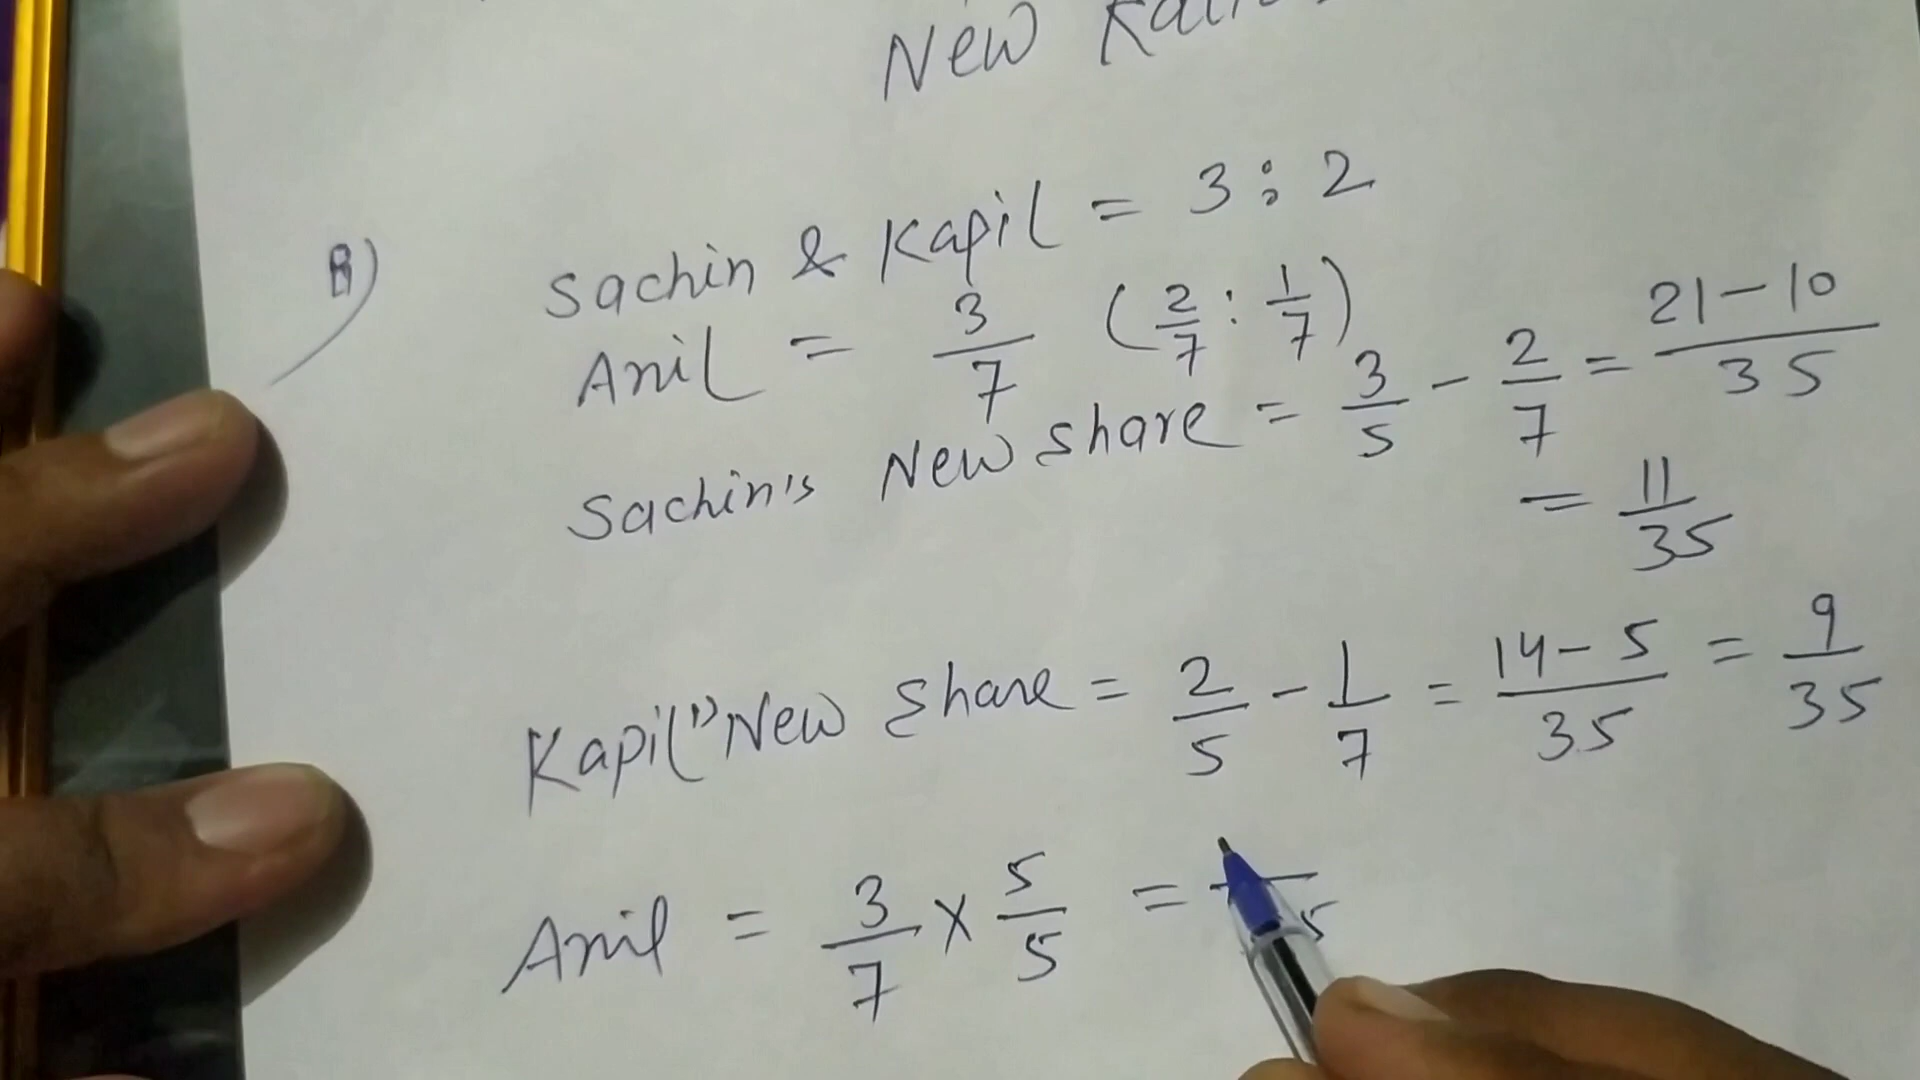 New
B)
Sachin & Kapil = 3 : 2
Anil = 3/7 (2/7 : 1/7)
Sachin's New share = 3/5 - 2/7 = 21-10/35
= 11/35
Kapil's New share = 2/5 - 1/7 = 14-5/35 = 9/35
Anil = 3/7 x 5/5 =